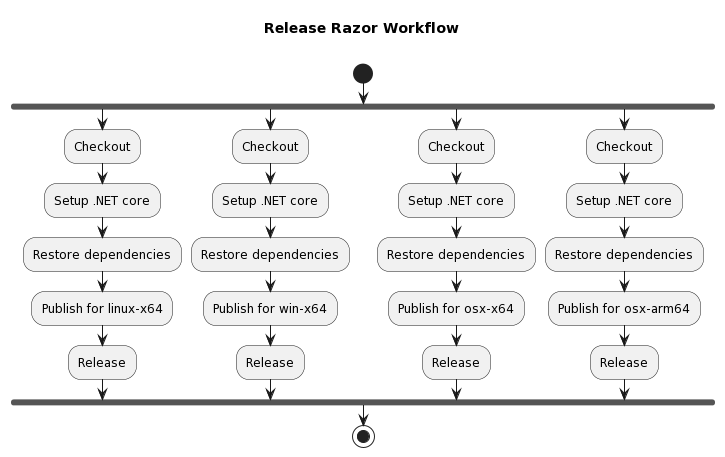 Release Razor Workflow
Checkout
Checkout
Checkout
Checkout
Setup .NET core
Setup .NET core
Setup .NET core
Setup .NET core
Restore dependencies
Restore dependencies
Restore dependencies
Restore dependencies
Publish for linux-x64
Publish for win-x64
Publish for osx-x64
Publish for osx-arm64
Release
Release
Release
Release